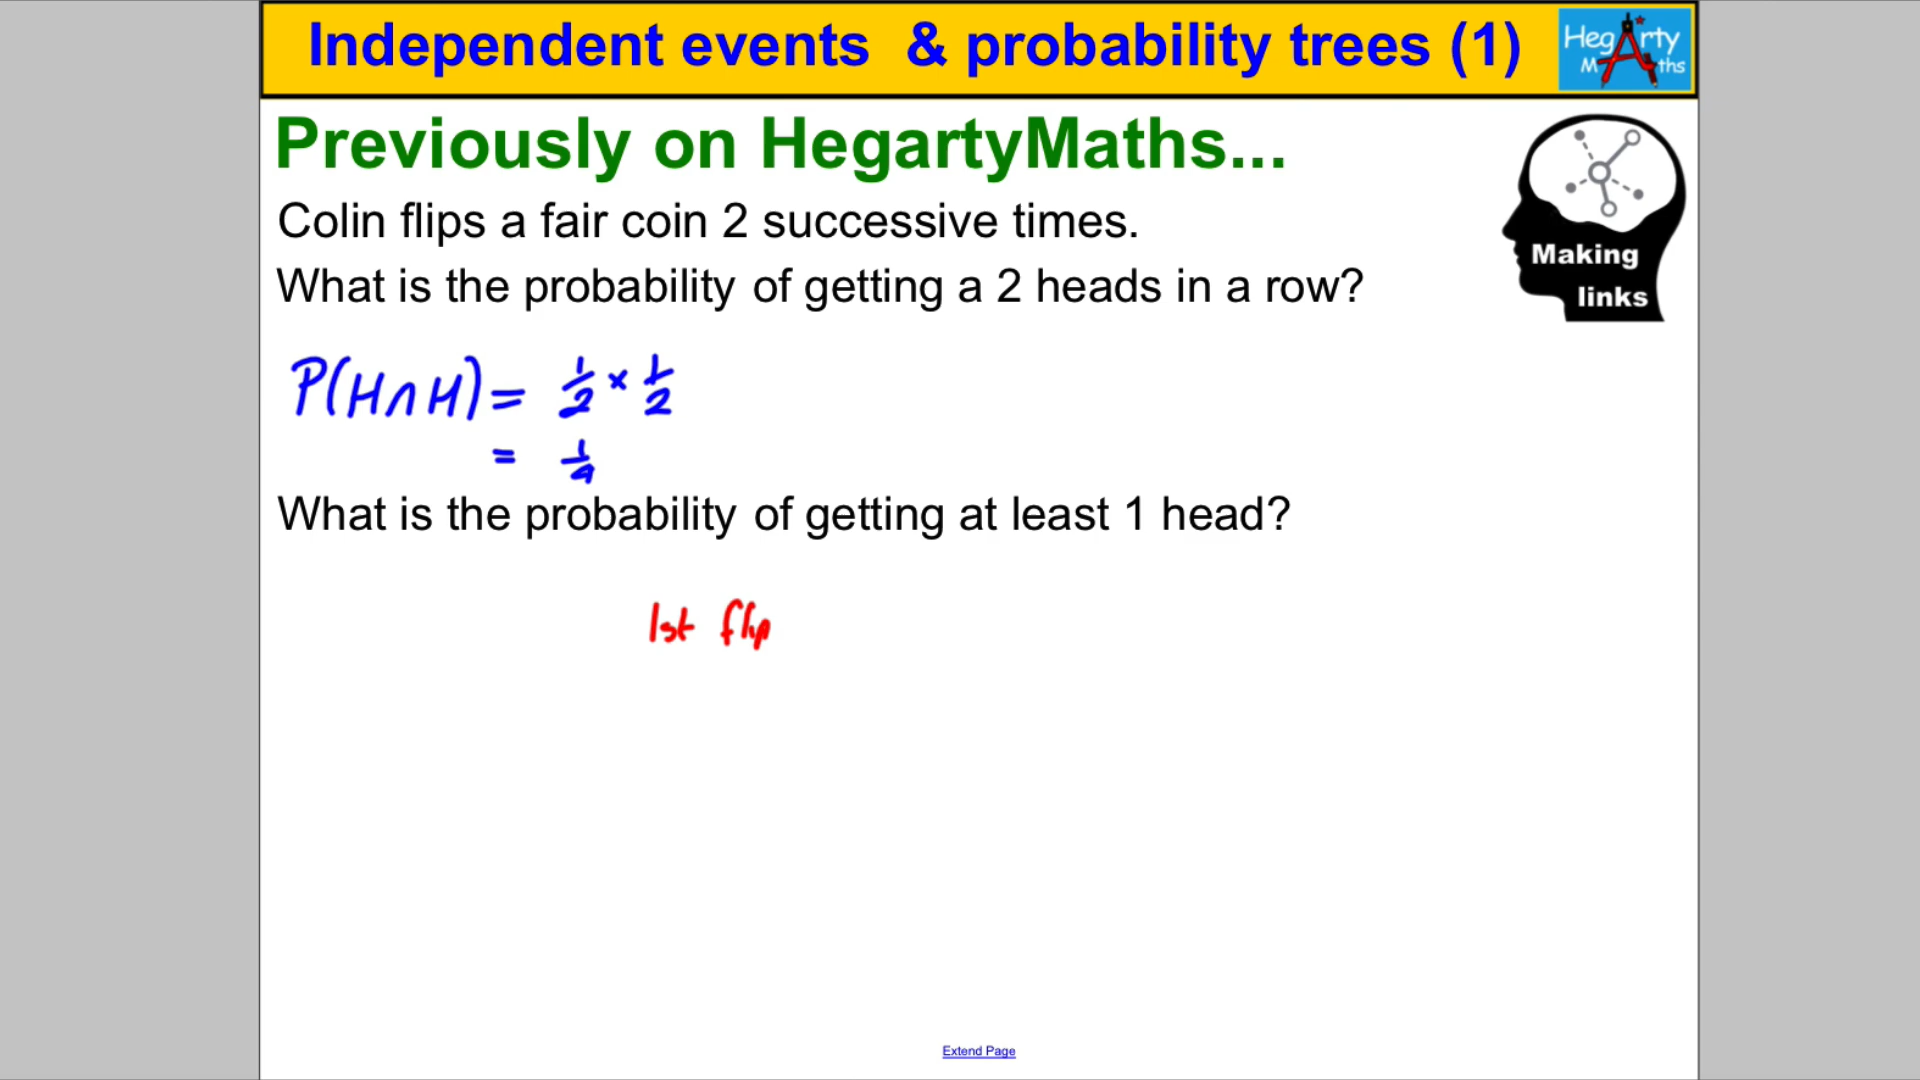 Independent events & probability trees (1)
HegArty
Maths
Previously on HegartyMaths...
Colin flips a fair coin 2 successive times.
What is the probability of getting a 2 heads in a row?
Making
links
P(H∩H) = 1/2 × 1/2
= 1/4
What is the probability of getting at least 1 head?
1st flip
Extend Page